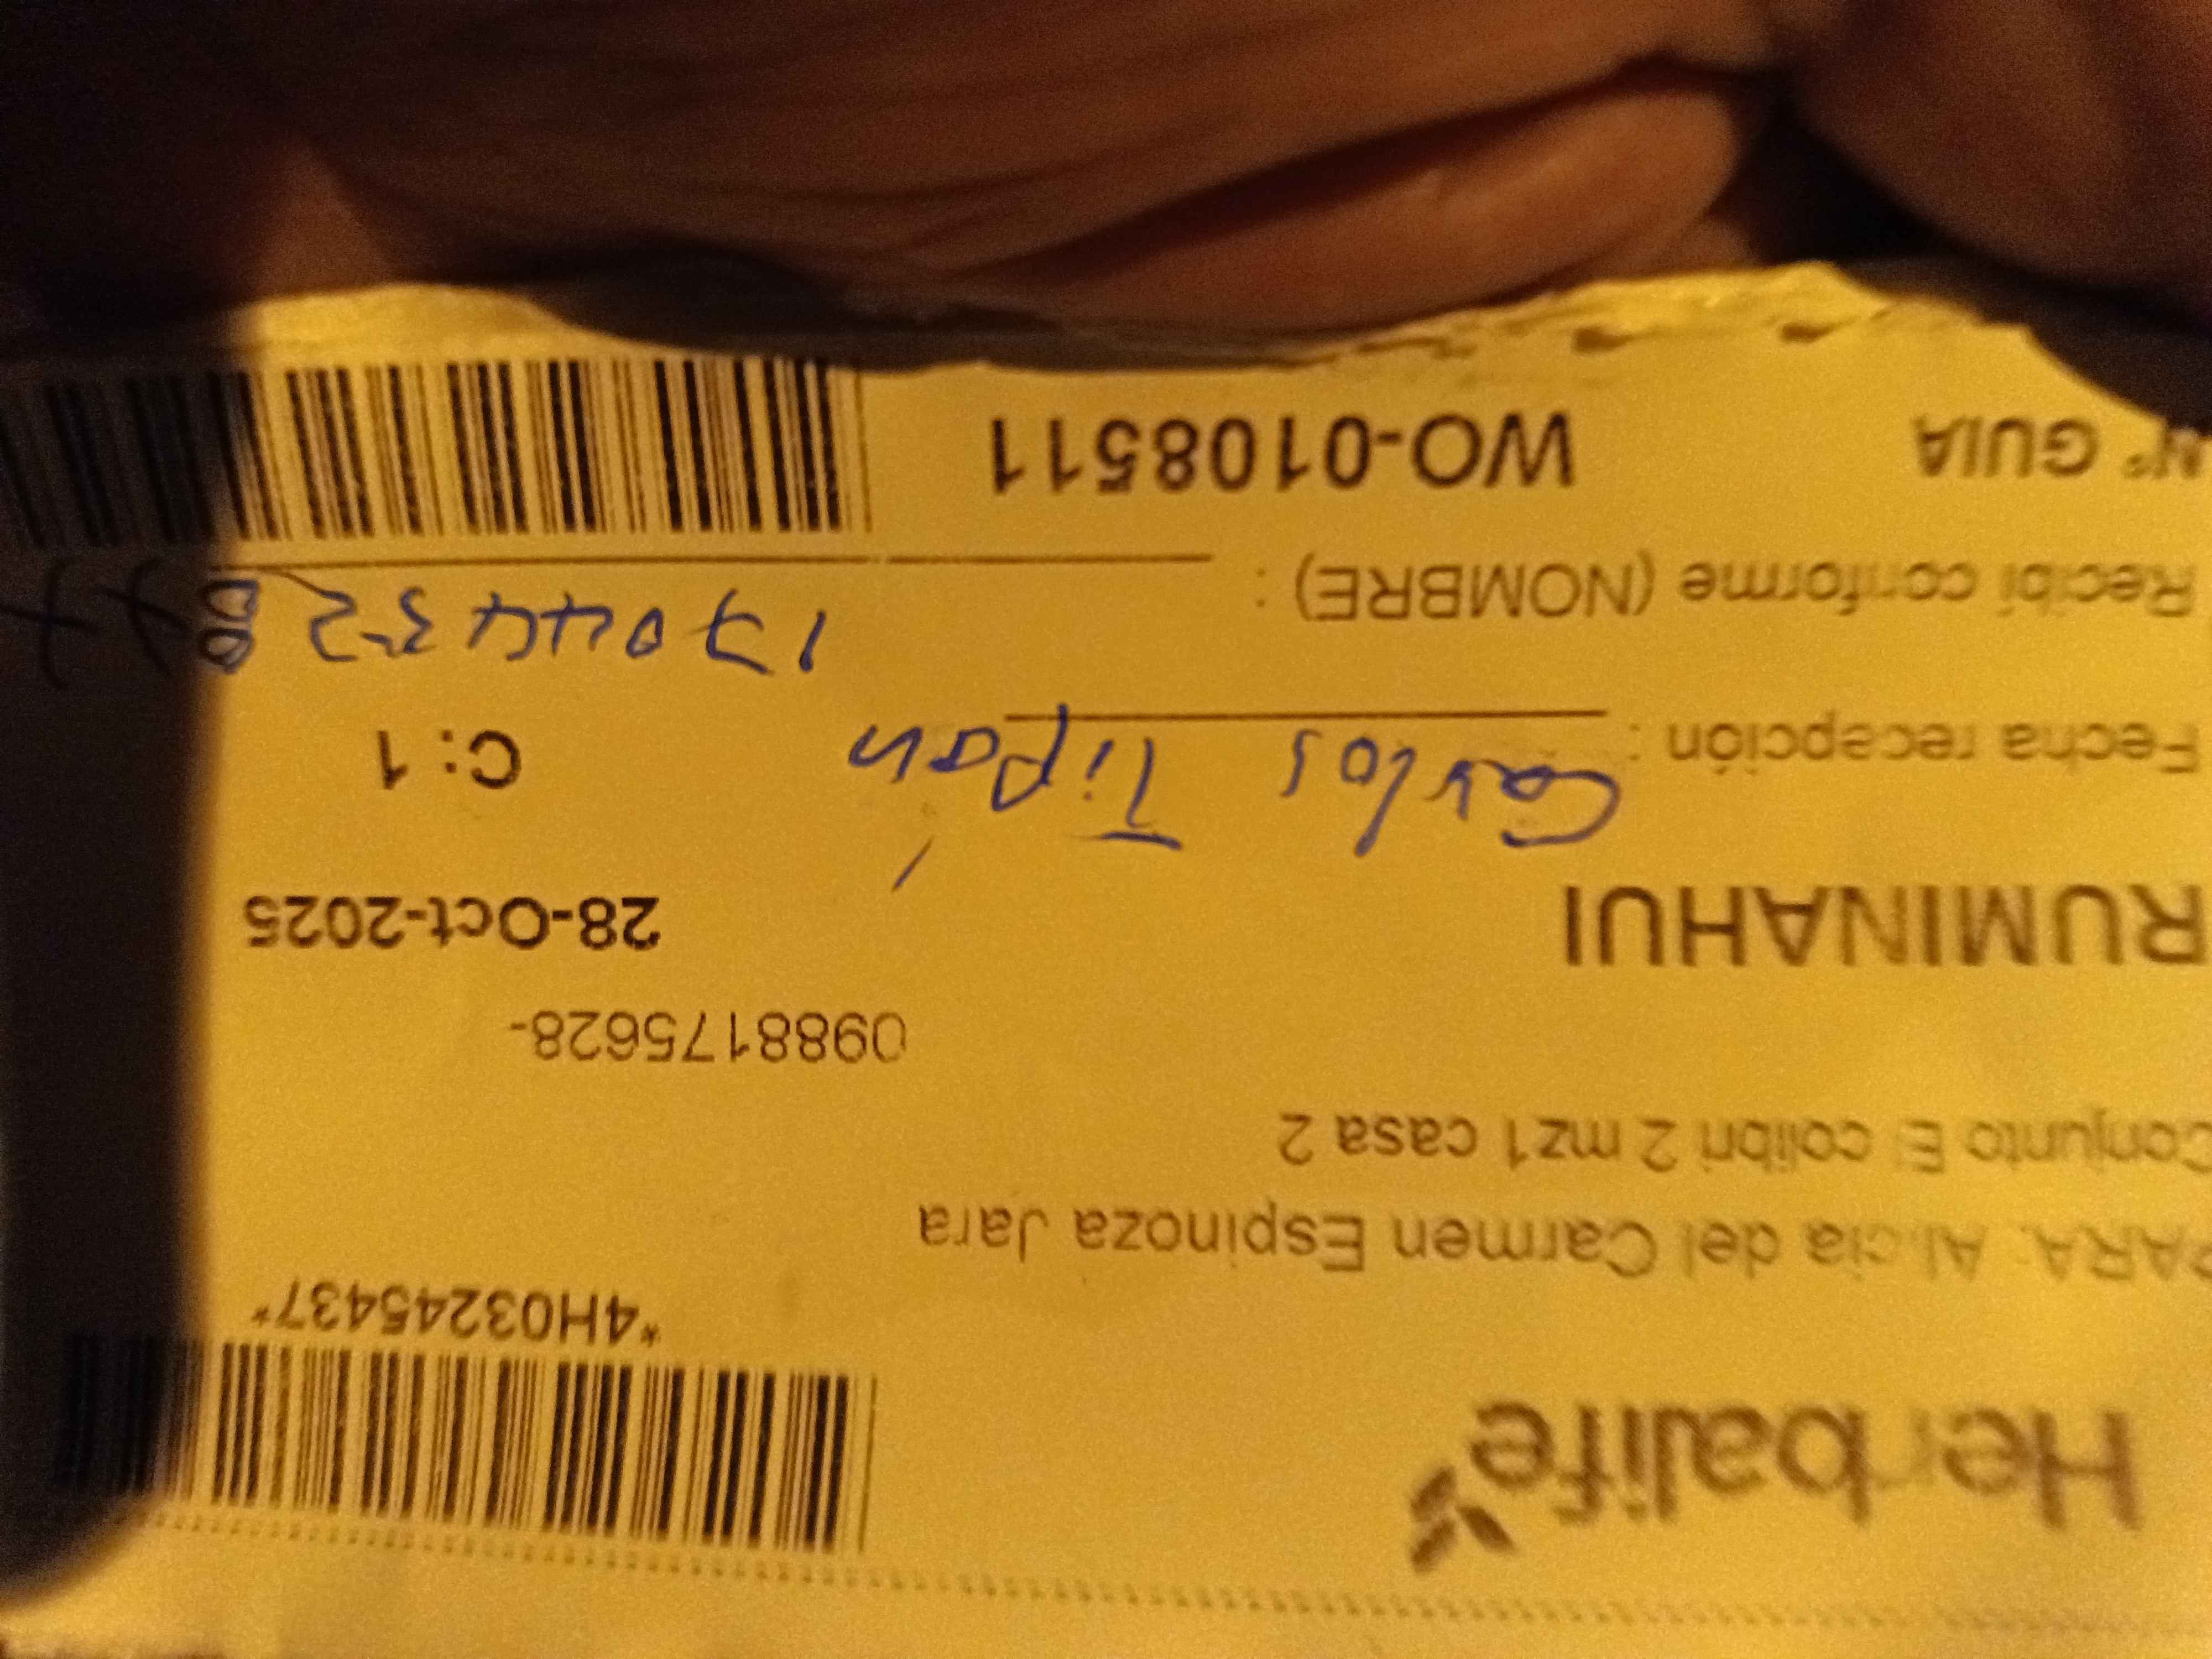 Herbalife
*4H03245437*
PARA: Alicia del Carmen Espinoza Jara
Conjunto El colibri 2 mz1 casa 2
0988175628-
RUMINAHUI 28-Oct-2025
Carlos Tipán C: 1
Fecha recepción :
Recibí conforme (NOMBRE) :
N° GUIA WO-0108511